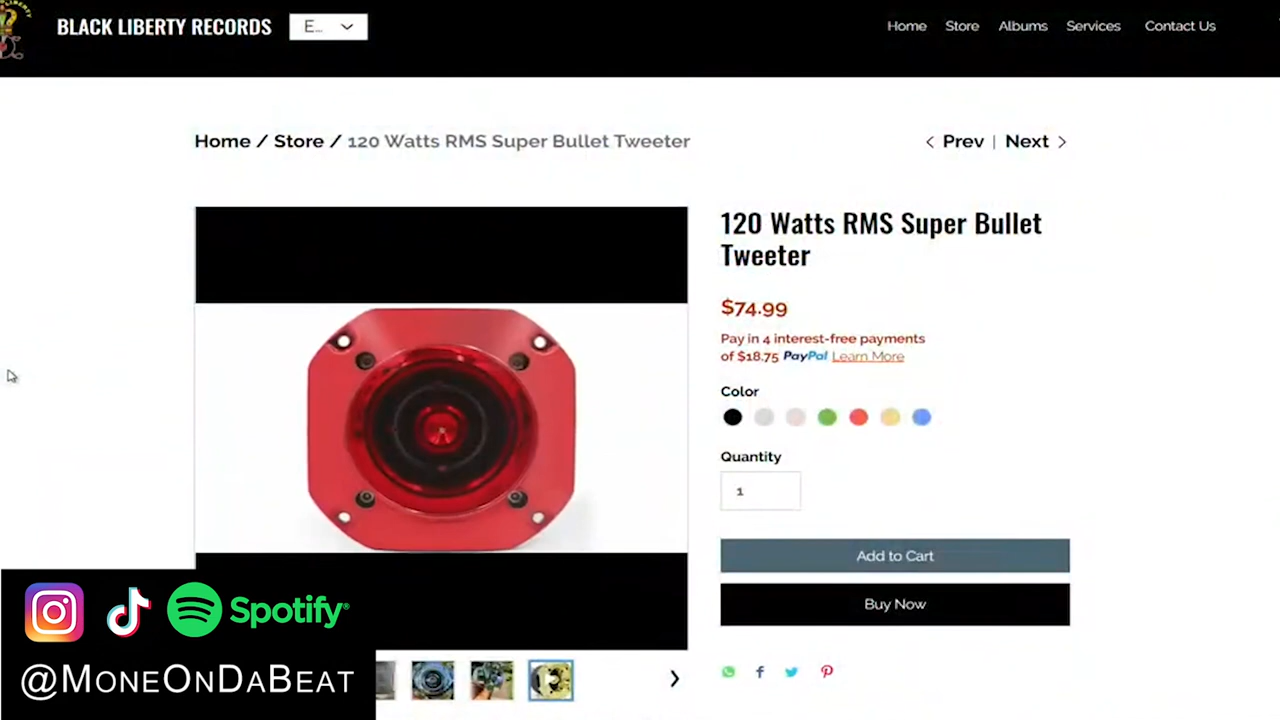 BLACK LIBERTY RECORDS
E...
Home
Store
Albums
Services
Contact Us
Home / Store / 120 Watts RMS Super Bullet Tweeter
< Prev | Next >
120 Watts RMS Super Bullet
Tweeter
$74.99
Pay in 4 interest-free payments
of $18.75 PayPal Learn More
Color
Quantity
1
Add to Cart
Buy Now
Spotify
@MoneOnDaBeat